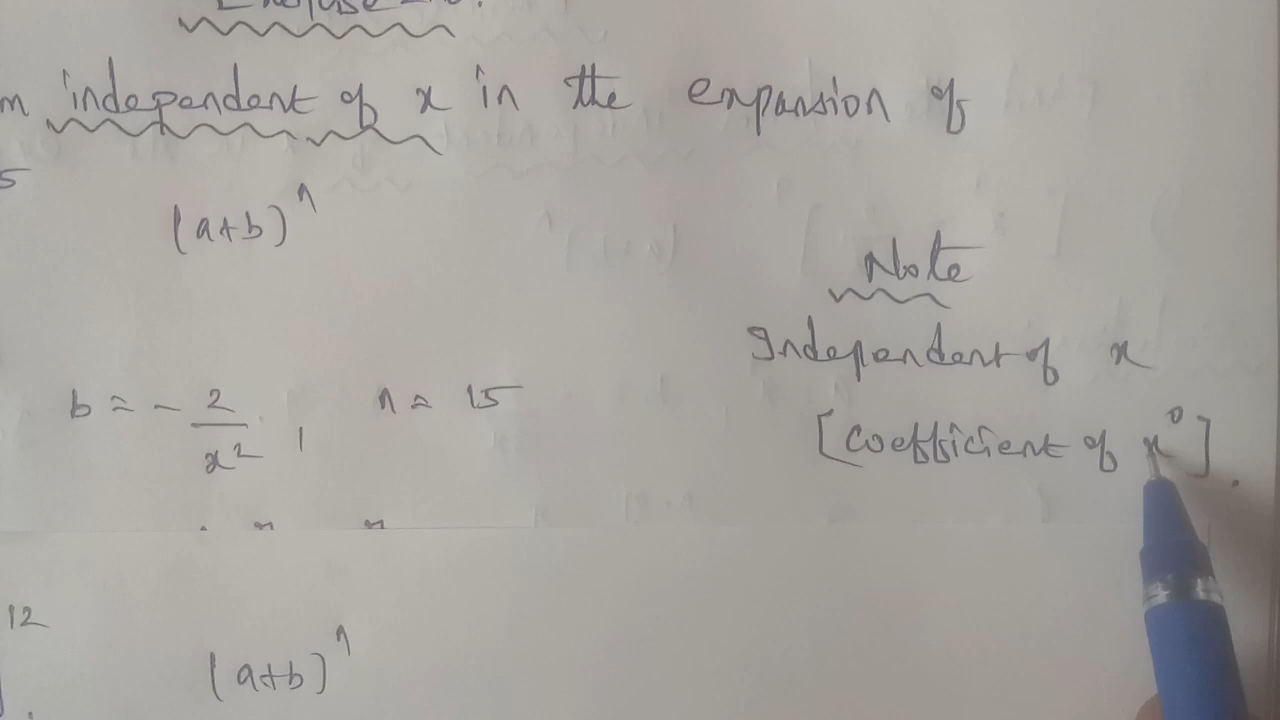 independent of x in the expansion of
5
(a+b)^n
Note
Independent of x
b = - 2/x^2 , n = 15
[Coefficient of x^0].
12
(a+b)^n